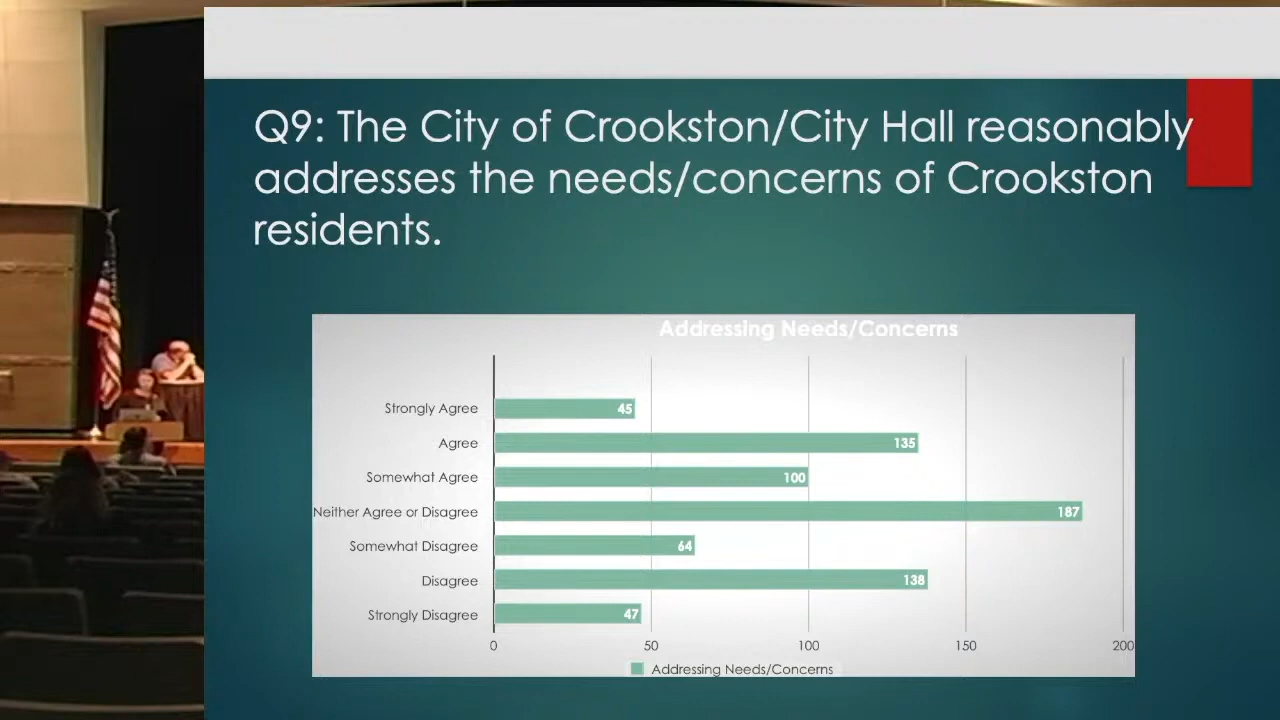 Q9: The City of Crookston/City Hall reasonably
addresses the needs/concerns of Crookston
residents.
Addressing Needs/Concerns
Strongly Agree 45
Agree 135
Somewhat Agree 100
Neither Agree or Disagree 187
Somewhat Disagree 64
Disagree 138
Strongly Disagree 47
0 50 100 150 200
Addressing Needs/Concerns